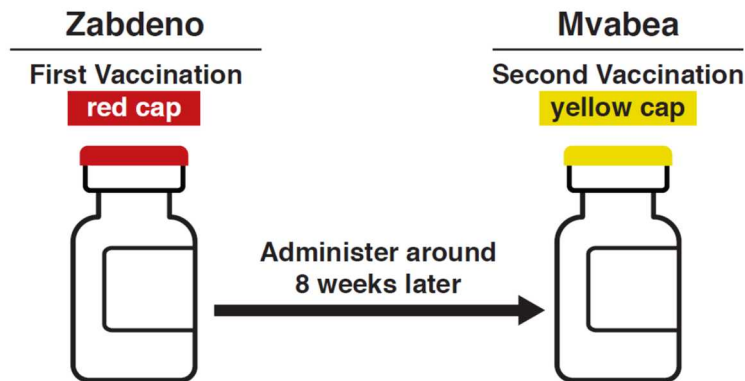 Zabdeno
First Vaccination
red cap
Mvabea
Second Vaccination
yellow cap
Administer around
8 weeks later